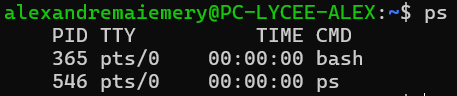 alexandremaiemery@PC-LYCEE-ALEX:~$ ps
    PID TTY          TIME CMD
    365 pts/0    00:00:00 bash
    546 pts/0    00:00:00 ps